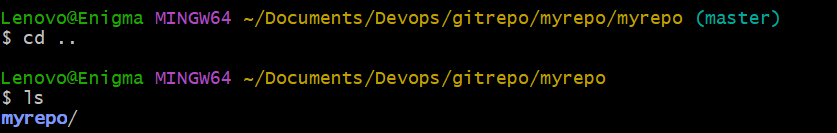 Lenovo@Enigma MINGW64 ~/Documents/Devops/gitrepo/myrepo/myrepo (master)
$ cd ..
Lenovo@Enigma MINGW64 ~/Documents/Devops/gitrepo/myrepo
$ ls
myrepo/